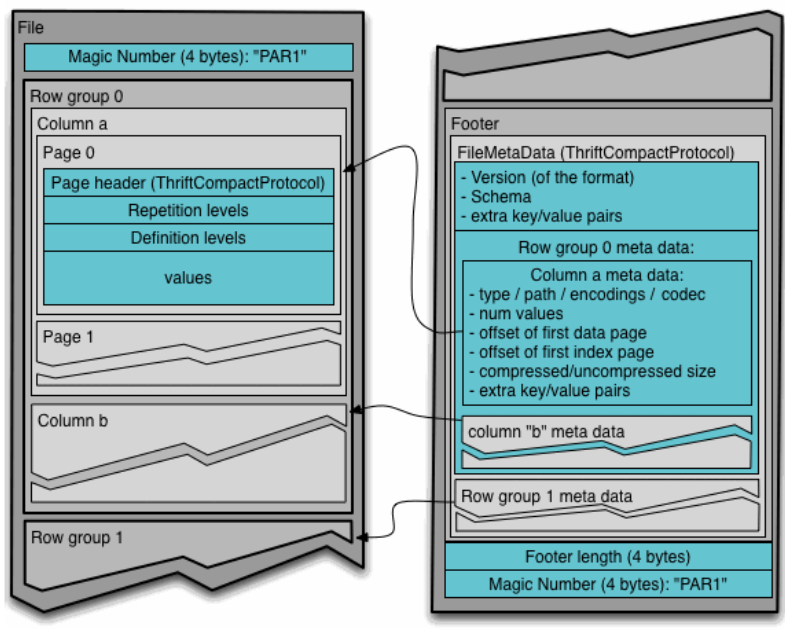 File
Magic Number (4 bytes): "PAR1"
Row group 0
Column a
Page 0
Page header (ThriftCompactProtocol)
Repetition levels
Definition levels
values
Page 1
Column b
Row group 1
Footer
FileMetaData (ThriftCompactProtocol)
- Version (of the format)
- Schema
- extra key/value pairs
Row group 0 meta data:
Column a meta data:
- type / path / encodings / codec
- num values
- offset of first data page
- offset of first index page
- compressed/uncompressed size
- extra key/value pairs
column "b" meta data
Row group 1 meta data
Footer length (4 bytes)
Magic Number (4 bytes): "PAR1"